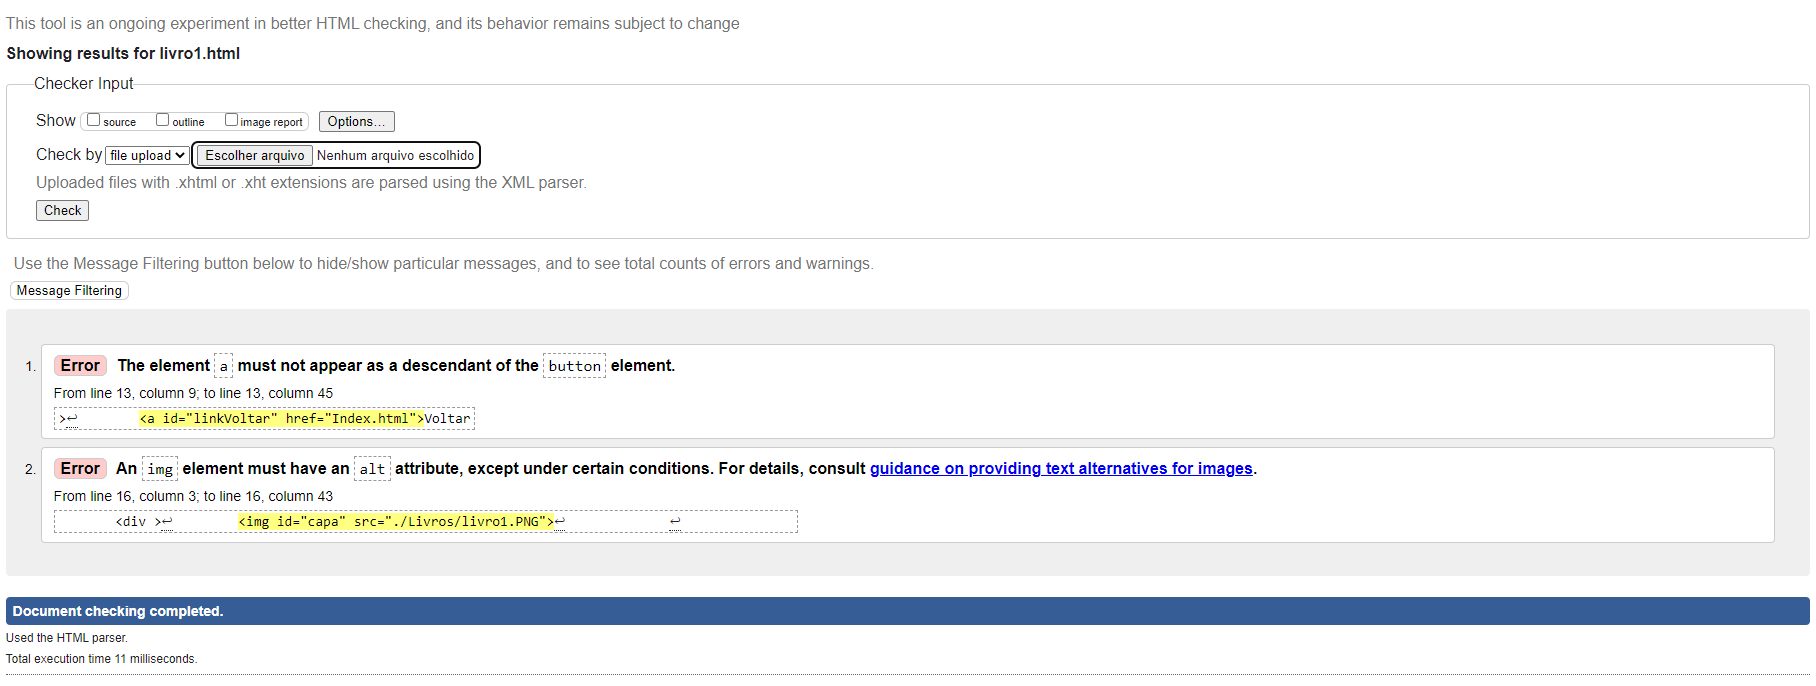 This tool is an ongoing experiment in better HTML checking, and its behavior remains subject to change
Showing results for livro1.html
Checker Input
Show source outline image report Options...
Check by file upload Escolher arquivo Nenhum arquivo escolhido
Uploaded files with .xhtml or .xht extensions are parsed using the XML parser.
Check
Use the Message Filtering button below to hide/show particular messages, and to see total counts of errors and warnings.
Message Filtering
1. Error The element a must not appear as a descendant of the button element.
From line 13, column 9; to line 13, column 45
>↩ <a id="linkVoltar" href="Index.html">Voltar
2. Error An img element must have an alt attribute, except under certain conditions. For details, consult guidance on providing text alternatives for images.
From line 16, column 3; to line 16, column 43
<div >↩ <img id="capa" src="./Livros/livro1.PNG">↩ ↩
Document checking completed.
Used the HTML parser.
Total execution time 11 milliseconds.